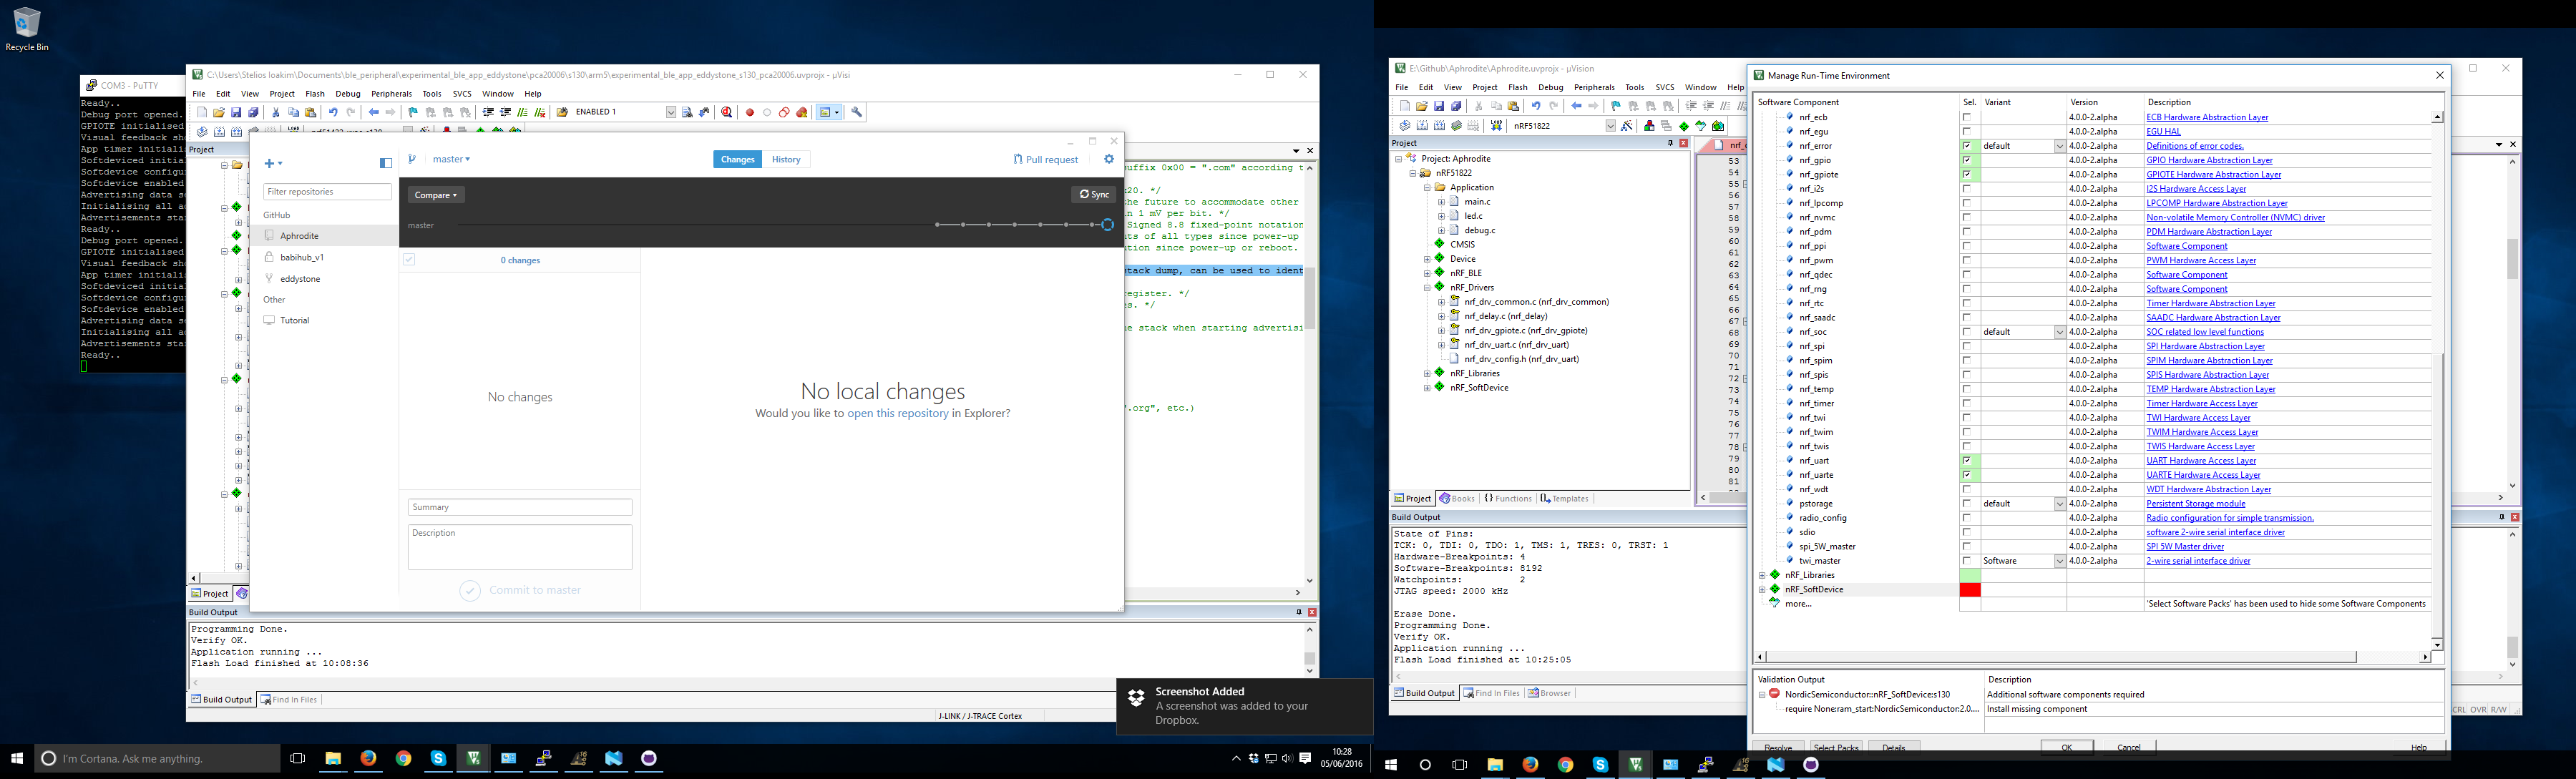 Recycle Bin
COM3 - PuTTY
Ready..
Debug port opened.
GPIOTE initialised
Visual feedback sh
App timer initiali
Softdeviced initia
Softdevice configu
Softdevice enabled
Advertising data s
Initialising all a
Advertisements sta
Ready..
Debug port opened.
GPIOTE initialised
Visual feedback sh
App timer initiali
Softdeviced initia
Softdevice configu
Softdevice enabled
Advertising data s
Initialising all a
Advertisements sta
Ready..
C:\Users\Stelios Ioakim\Documents\ble_peripheral\experimental_ble_app_eddystone\pca20006\s130\arm5\experimental_ble_app_eddystone_s130_pca20006.uvprojx - µVisi
File Edit View Project Flash Debug Peripherals Tools SVCS Window Help
ENABLED 1
Project
Filter repositories
GitHub
Aphrodite
babihub_v1
eddystone
Other
Tutorial
master
Changes
History
Pull request
Compare
Sync
master
0 changes
No changes
No local changes
Would you like to open this repository in Explorer?
Summary
Description
Commit to master
suffix 0x00 = ".com" according t
x20. */
the future to accommodate other
in 1 mV per bit. */
Signed 8.8 fixed-point notation
ts of all types since power-up
tion since power-up or reboot.
stack dump, can be used to ident
register. */
es. */
he stack when starting advertisi
".org", etc.)
Project
Build Output
Programming Done.
Verify OK.
Application running ...
Flash Load finished at 10:08:36
Build Output
Find In Files
J-LINK / J-TRACE Cortex
Screenshot Added
A screenshot was added to your
Dropbox.
I'm Cortana. Ask me anything.
10:28
05/06/2016
E:\Github\Aphrodite\Aphrodite.uvprojx - µVision
File Edit View Project Flash Debug Peripherals Tools SVCS Window Help
nRF51822
Project
Project: Aphrodite
nRF51822
Application
main.c
led.c
debug.c
CMSIS
Device
nRF_BLE
nRF_Drivers
nrf_drv_common.c (nrf_drv_common)
nrf_delay.c (nrf_delay)
nrf_drv_gpiote.c (nrf_drv_gpiote)
nrf_drv_uart.c (nrf_drv_uart)
nrf_drv_config.h (nrf_drv_uart)
nRF_Libraries
nRF_SoftDevice
53
54
55
56
57
58
59
60
61
62
63
64
65
66
67
68
69
70
71
72
73
74
75
76
77
78
79
80
81
Project Books Functions Templates
Build Output
State of Pins:
TCK: 0, TDI: 0, TDO: 1, TMS: 1, TRES: 0, TRST: 1
Hardware-Breakpoints: 4
Software-Breakpoints: 8192
Watchpoints: 2
JTAG speed: 2000 kHz
Erase Done.
Programming Done.
Verify OK.
Application running ...
Flash Load finished at 10:25:05
Build Output Find In Files Browser
Manage Run-Time Environment
Software Component Sel. Variant Version Description
nrf_ecb 4.0.0-2.alpha ECB Hardware Abstraction Layer
nrf_egu 4.0.0-2.alpha EGU HAL
nrf_error default 4.0.0-2.alpha Definitions of error codes.
nrf_gpio 4.0.0-2.alpha GPIO Hardware Abstraction Layer
nrf_gpiote 4.0.0-2.alpha GPIOTE Hardware Abstraction Layer
nrf_i2s 4.0.0-2.alpha I2S Hardware Access Layer
nrf_lpcomp 4.0.0-2.alpha LPCOMP Hardware Abstraction Layer
nrf_nvmc 4.0.0-2.alpha Non-volatile Memory Controller (NVMC) driver
nrf_pdm 4.0.0-2.alpha PDM Hardware Abstraction Layer
nrf_ppi 4.0.0-2.alpha Software Component
nrf_pwm 4.0.0-2.alpha PWM Hardware Access Layer
nrf_qdec 4.0.0-2.alpha Software Component
nrf_rng 4.0.0-2.alpha Software Component
nrf_rtc 4.0.0-2.alpha Timer Hardware Abstraction Layer
nrf_saadc 4.0.0-2.alpha SAADC Hardware Abstraction Layer
nrf_soc default 4.0.0-2.alpha SOC related low level functions
nrf_spi 4.0.0-2.alpha SPI Hardware Abstraction Layer
nrf_spim 4.0.0-2.alpha SPIM Hardware Abstraction Layer
nrf_spis 4.0.0-2.alpha SPIS Hardware Abstraction Layer
nrf_temp 4.0.0-2.alpha TEMP Hardware Abstraction Layer
nrf_timer 4.0.0-2.alpha Timer Hardware Abstraction Layer
nrf_twi 4.0.0-2.alpha TWI Hardware Access Layer
nrf_twim 4.0.0-2.alpha TWIM Hardware Access Layer
nrf_twis 4.0.0-2.alpha TWIS Hardware Access Layer
nrf_uart 4.0.0-2.alpha UART Hardware Access Layer
nrf_uarte 4.0.0-2.alpha UARTE Hardware Access Layer
nrf_wdt 4.0.0-2.alpha WDT Hardware Abstraction Layer
pstorage default 4.0.0-2.alpha Persistent Storage module
radio_config 4.0.0-2.alpha Radio configuration for simple transmission.
sdio 4.0.0-2.alpha software 2-wire serial interface driver
spi_5W_master 4.0.0-2.alpha SPI 5W Master driver
twi_master Software 4.0.0-2.alpha 2-wire serial interface driver
nRF_Libraries
nRF_SoftDevice
more... 'Select Software Packs' has been used to hide some Software Components
Validation Output Description
NordicSemiconductor::nRF_SoftDevice:s130 Additional software components required
require None:ram_start:NordicSemiconductor:2.0.... Install missing component
Resolve Select Packs Details OK Cancel Help
CRL OVR R/W